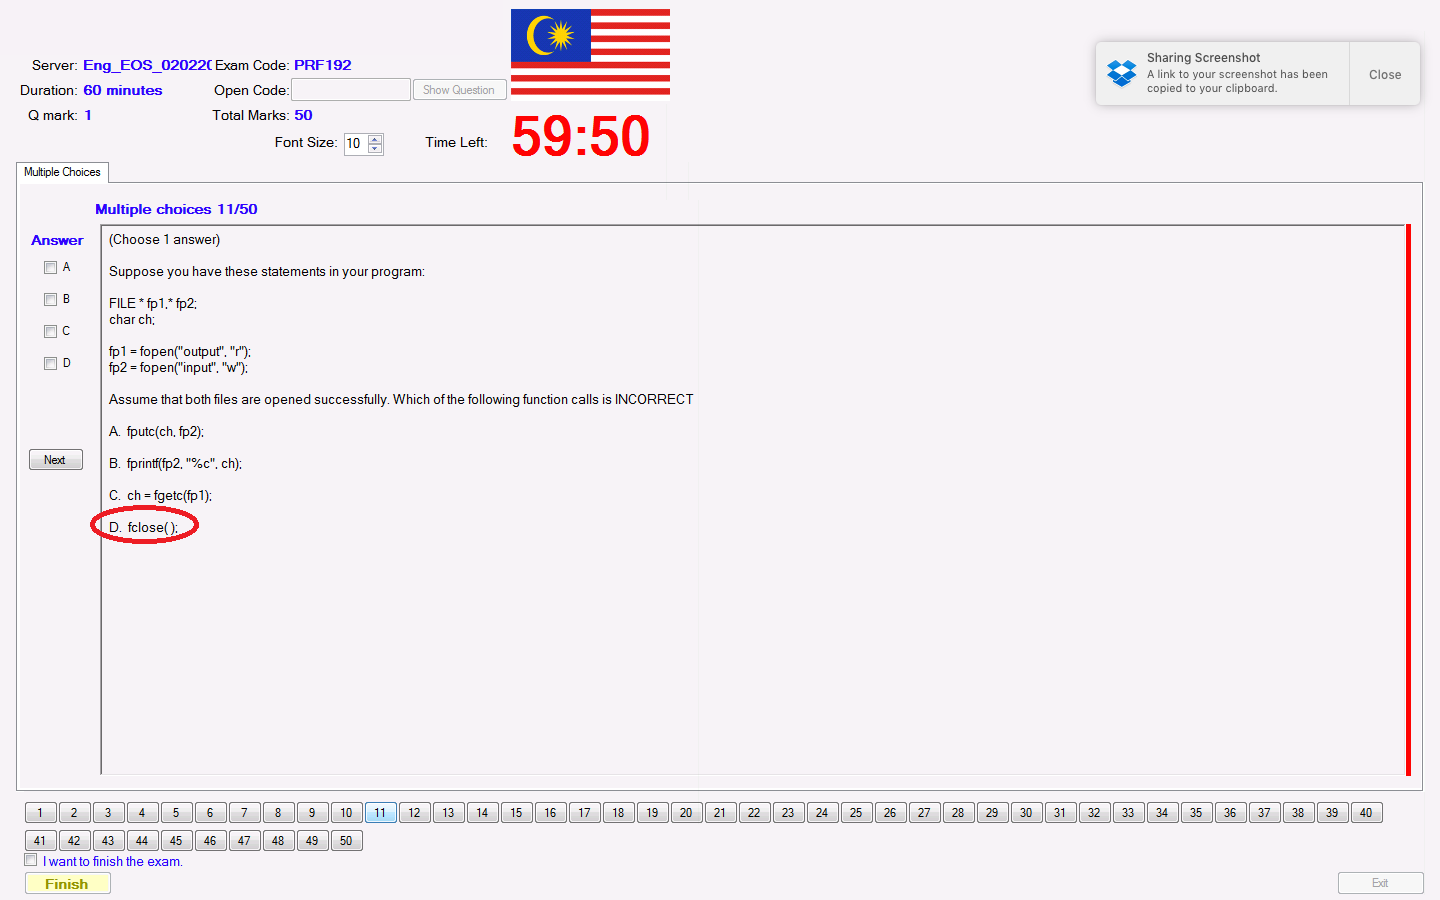 Server: Eng_EOS_020220 Exam Code: PRF192
Duration: 60 minutes Open Code: Show Question
Q mark: 1 Total Marks: 50
Font Size: 10 Time Left: 59:50
Sharing Screenshot
A link to your screenshot has been
copied to your clipboard.
Close
Multiple Choices
Multiple choices 11/50
Answer
A
B
C
D
Next
(Choose 1 answer)
Suppose you have these statements in your program:
FILE * fp1,* fp2;
char ch;
fp1 = fopen("output", "r");
fp2 = fopen("input", "w");
Assume that both files are opened successfully. Which of the following function calls is INCORRECT
A. fputc(ch, fp2);
B. fprintf(fp2, "%c", ch);
C. ch = fgetc(fp1);
D. fclose( );
1 2 3 4 5 6 7 8 9 10 11 12 13 14 15 16 17 18 19 20 21 22 23 24 25 26 27 28 29 30 31 32 33 34 35 36 37 38 39 40
41 42 43 44 45 46 47 48 49 50
I want to finish the exam.
Finish
Exit